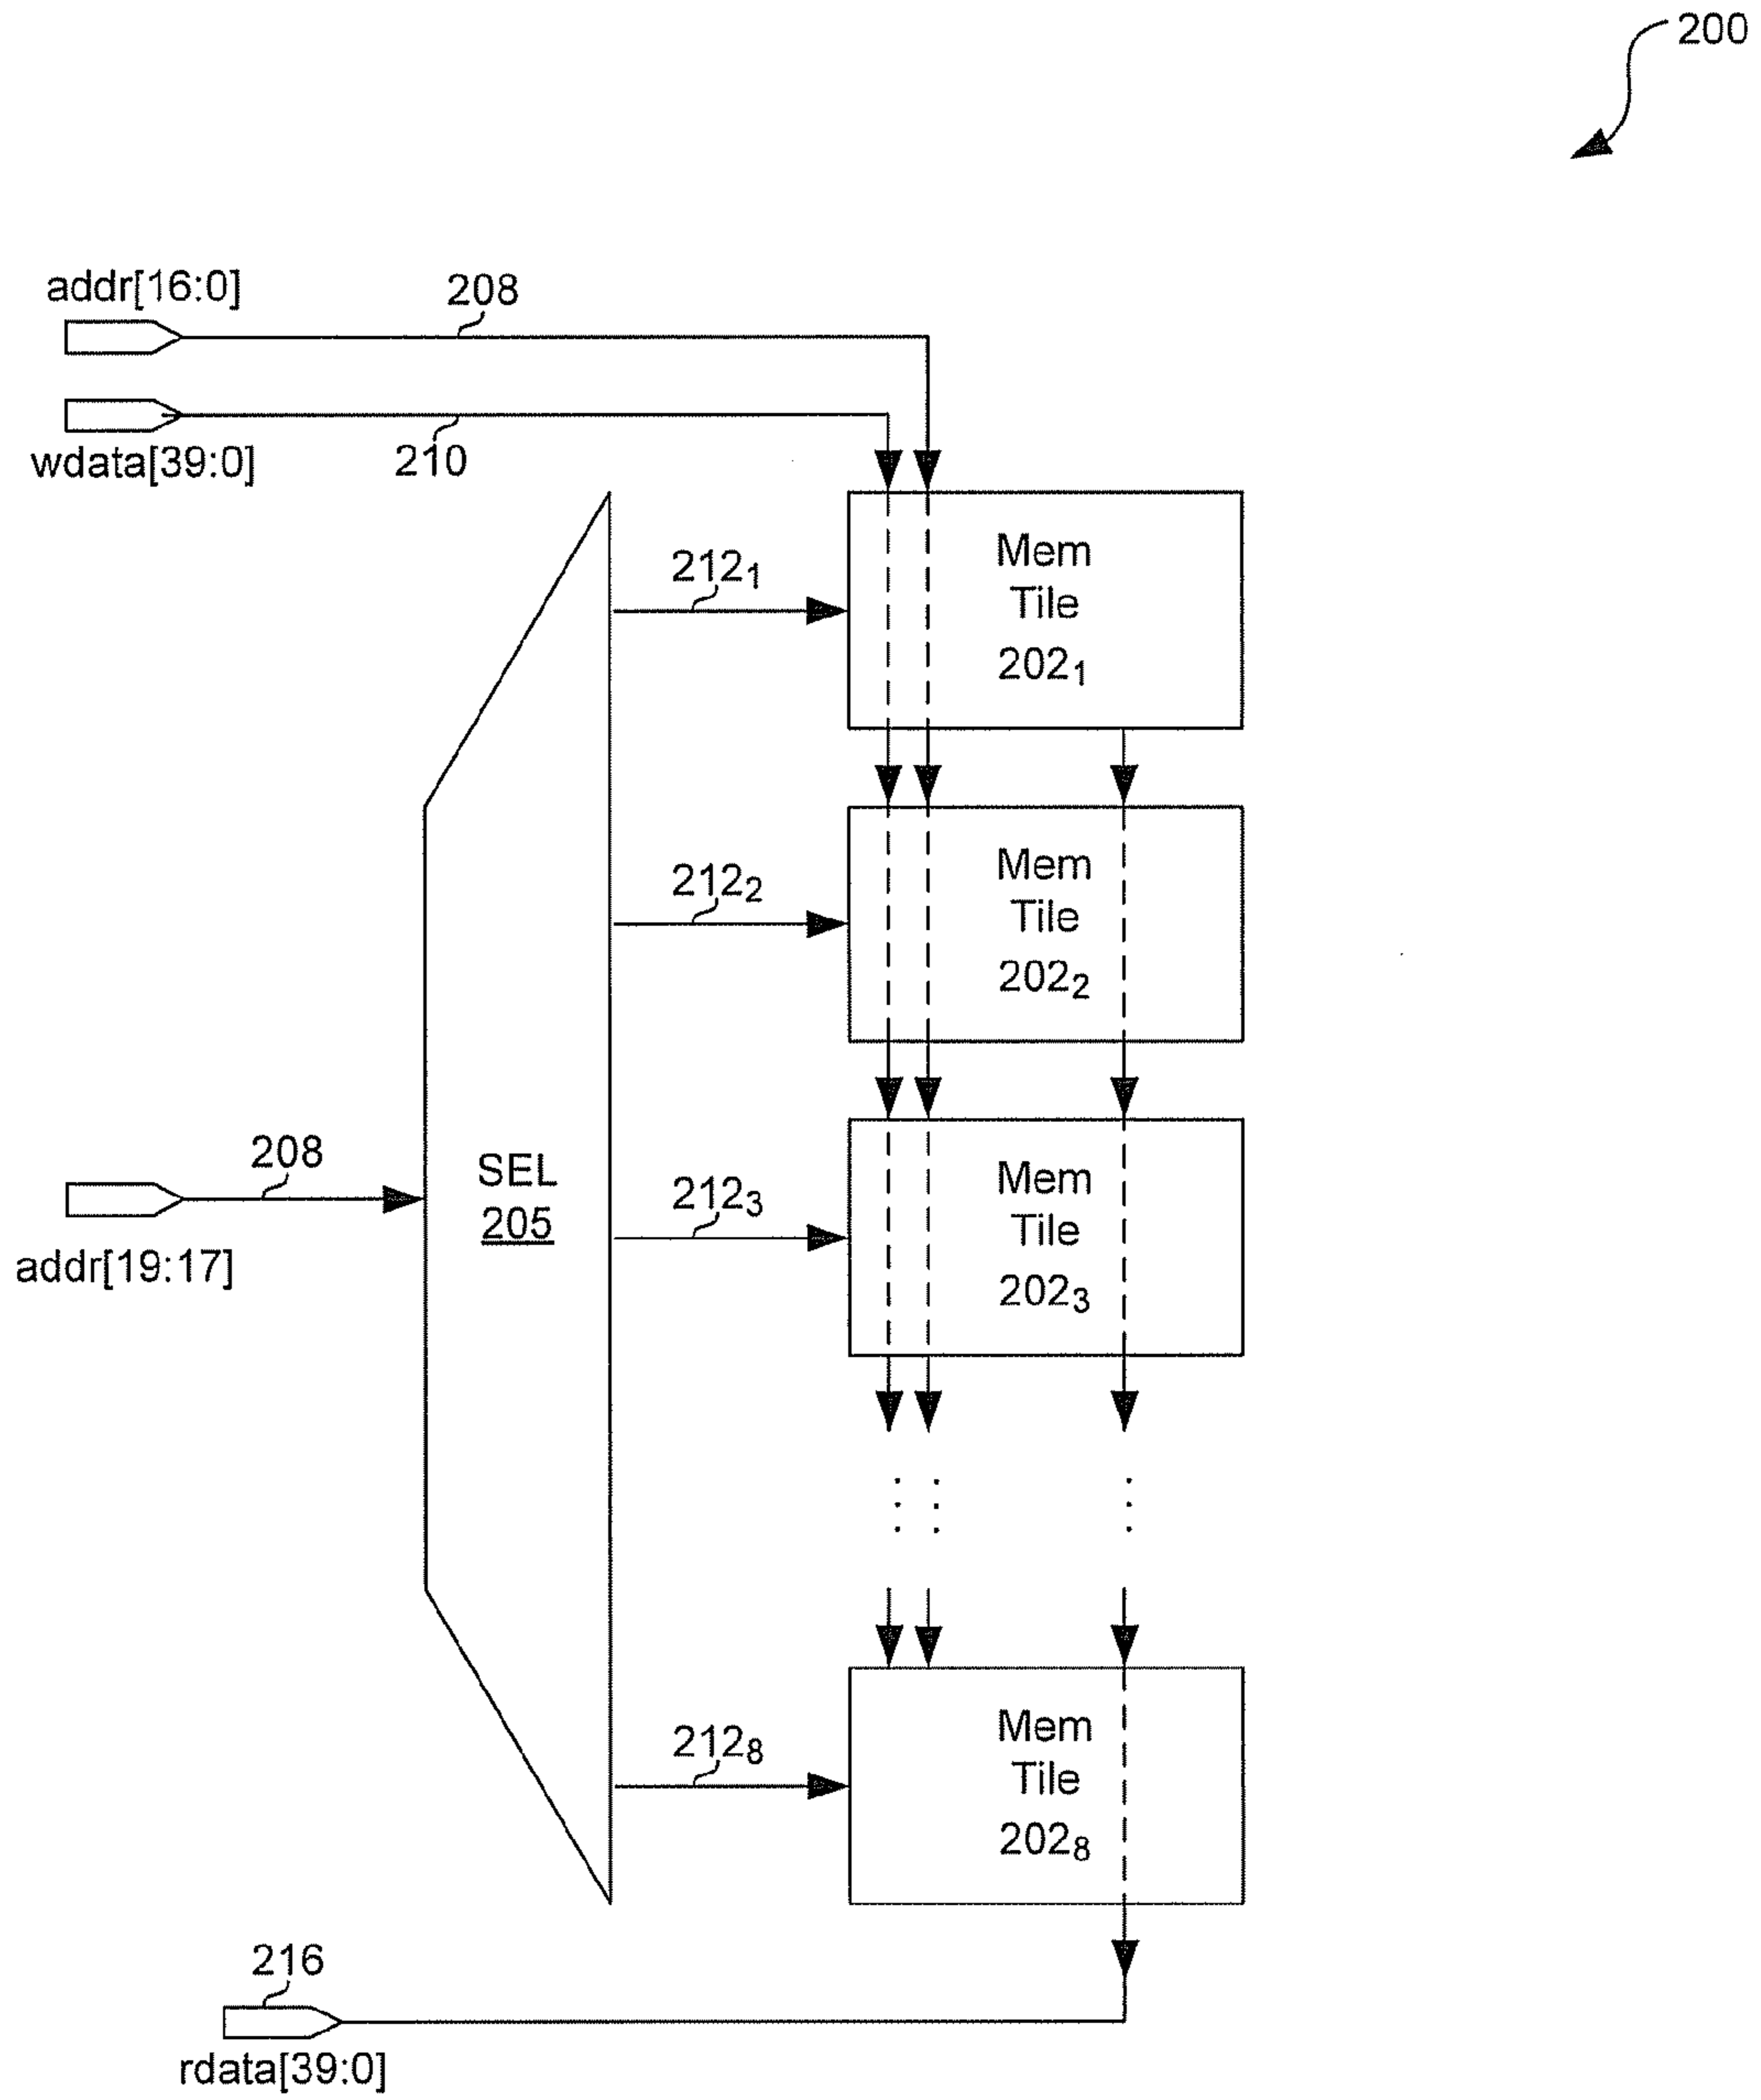 200
addr[16:0]
208
wdata[39:0]
210
212₁
Mem
Tile
202₁
212₂
Mem
Tile
202₂
208
addr[19:17]
SEL
205
212₃
Mem
Tile
202₃
212₈
Mem
Tile
202₈
216
rdata[39:0]